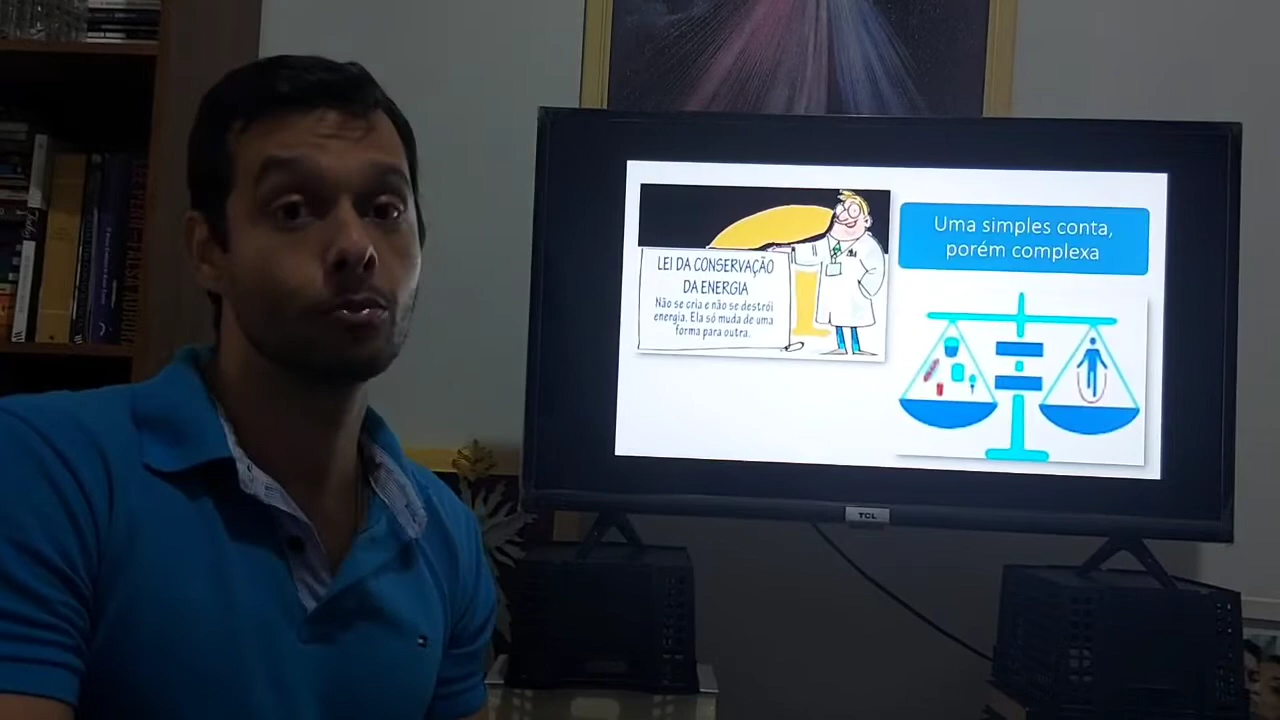 LEI DA CONSERVAÇÃO
DA ENERGIA
Não se cria e não se destrói
energia. Ela só muda de uma
forma para outra.
Uma simples conta,
porém complexa
TCL